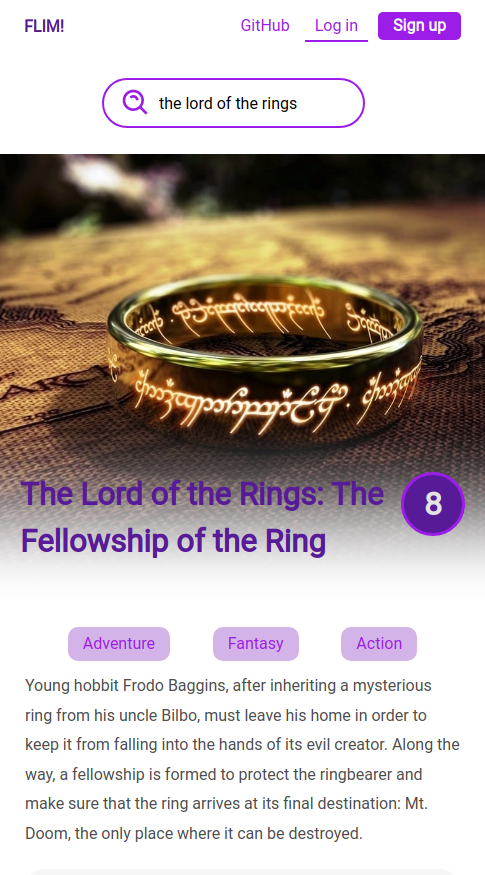 FLIM!
GitHub Log in Sign up
the lord of the rings
The Lord of the Rings: The
Fellowship of the Ring
8
Adventure Fantasy Action
Young hobbit Frodo Baggins, after inheriting a mysterious
ring from his uncle Bilbo, must leave his home in order to
keep it from falling into the hands of its evil creator. Along the
way, a fellowship is formed to protect the ringbearer and
make sure that the ring arrives at its final destination: Mt.
Doom, the only place where it can be destroyed.